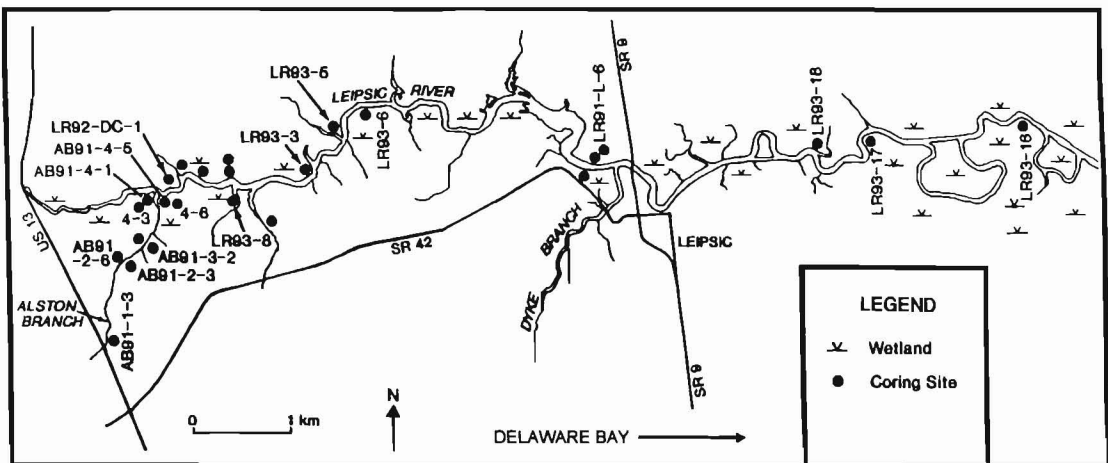 LR93-5
LEIPSIC RIVER
SR 9
LR91-L-6
LR93-18
LR92-DC-1
AB91-4-5
AB91-4-1
LR93-3
LR93-6
LR93-17
LR93-18
4-3
4-6
US 13
AB91
-2-6
AB91-3-2
AB91-2-3
LR93-8
SR 42
BRANCH
DYKE
LEIPSIC
ALSTON
BRANCH
AB91-1-3
SR 9
LEGEND
Wetland
Coring Site
0 1 km
N
DELAWARE BAY